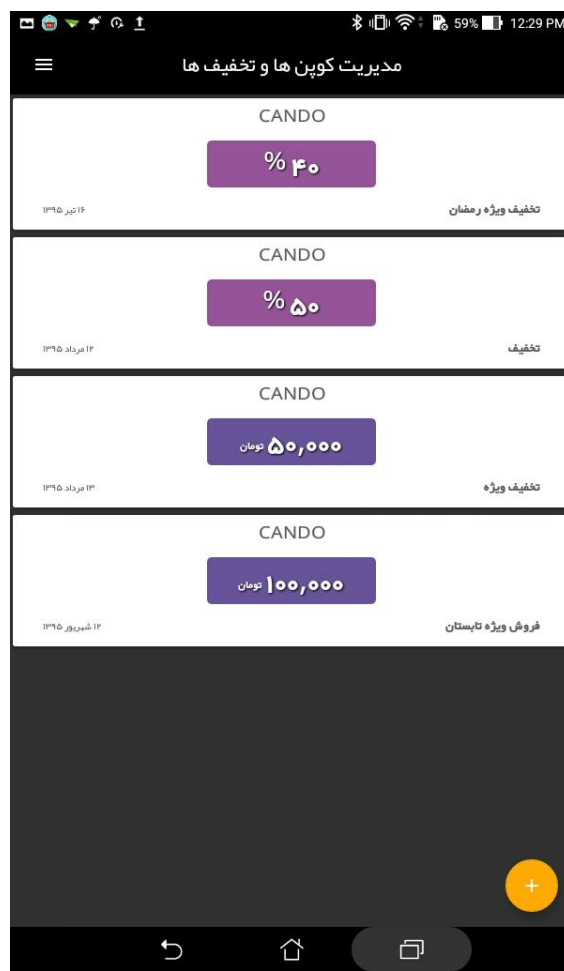 59% 12:29 PM
مدیریت کوپن ها و تخفیف ها
CANDO
% ۴۰
تخفیف ویژه رمضان
۱۶ تیر ۱۳۹۵
CANDO
% ۵۰
تخفیف
۱۲ مرداد ۱۳۹۵
CANDO
۵۰,۰۰۰ تومان
تخفیف ویژه
۱۳ مرداد ۱۳۹۵
CANDO
۱۰۰,۰۰۰ تومان
فروش ویژه تابستان
۱۲ شهریور ۱۳۹۵